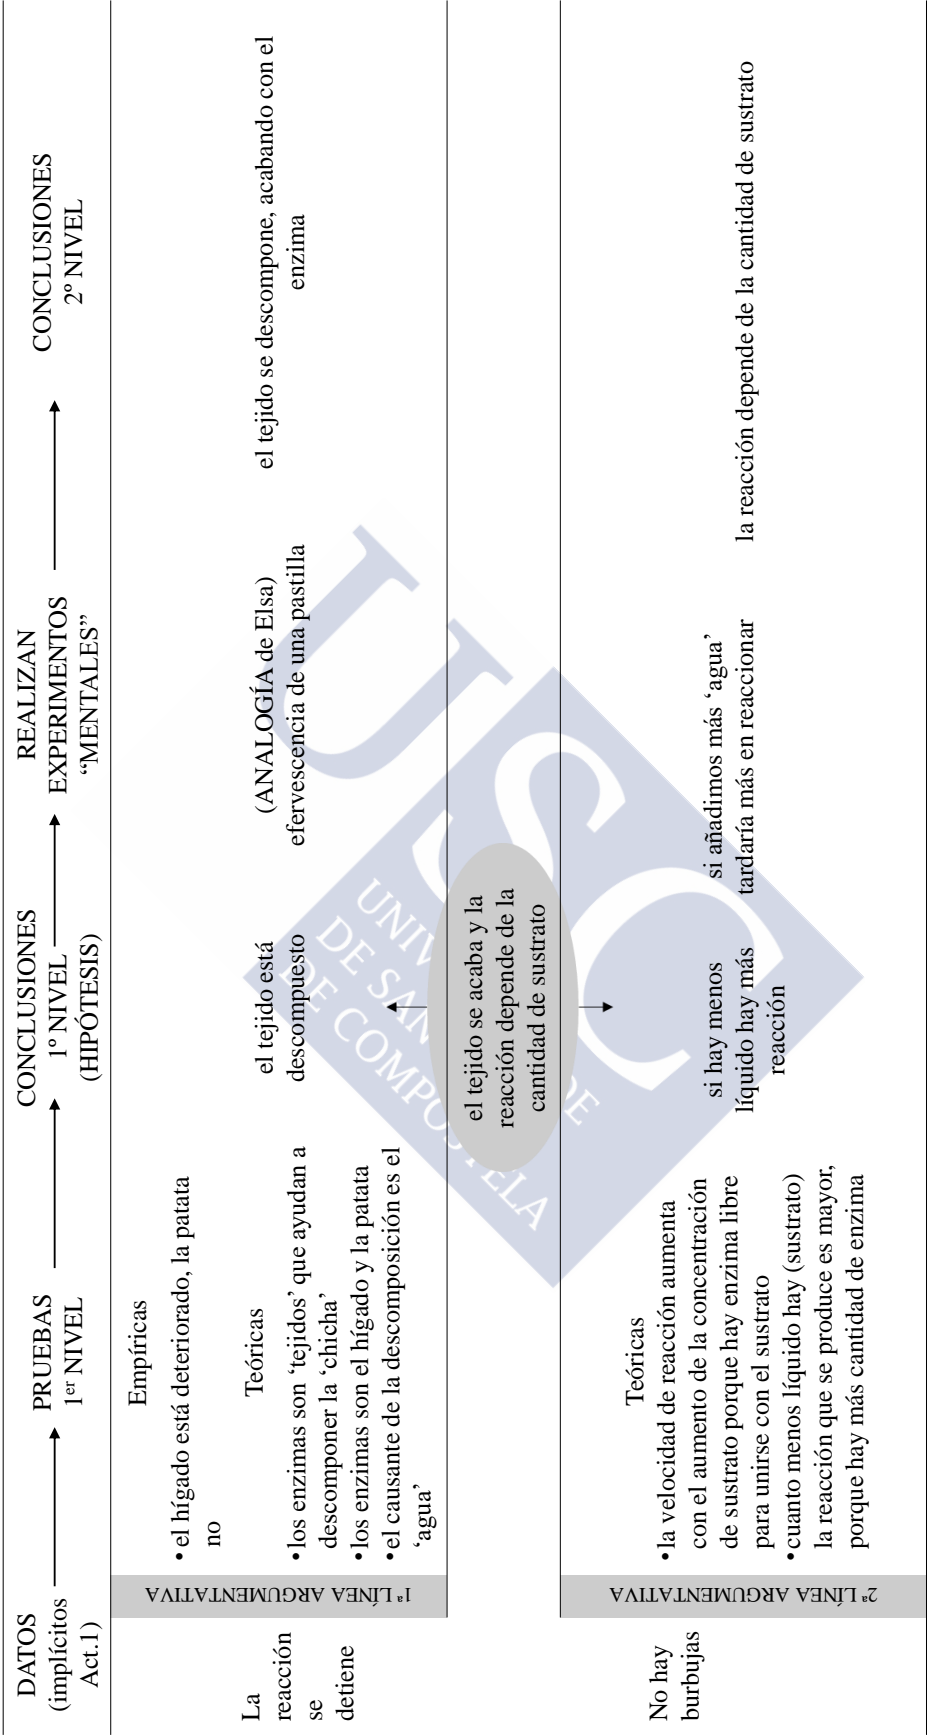 DATOS
(implícitos
Act.1)
PRUEBAS
1er NIVEL
CONCLUSIONES
1º NIVEL
(HIPÓTESIS)
REALIZAN
EXPERIMENTOS
“MENTALES”
CONCLUSIONES
2º NIVEL
La
reacción
se
detiene
1ª LÍNEA ARGUMENTATIVA
Empíricas
• el hígado está deteriorado, la patata
no
Teóricas
• los enzimas son ‘tejidos’ que ayudan a
descomponer la ‘chicha’
• los enzimas son el hígado y la patata
• el causante de la descomposición es el
‘agua’
el tejido está
descompuesto
(ANALOGÍA de Elsa)
efervescencia de una pastilla
el tejido se descompone, acabando con el
enzima
el tejido se acaba y la
reacción depende de la
cantidad de sustrato
No hay
burbujas
2ª LÍNEA ARGUMENTATIVA
Teóricas
• la velocidad de reacción aumenta
con el aumento de la concentración
de sustrato porque hay enzima libre
para unirse con el sustrato
• cuanto menos líquido hay (sustrato)
la reacción que se produce es mayor,
porque hay más cantidad de enzima
si hay menos
líquido hay más
reacción
si añadimos más ‘agua’
tardaría más en reaccionar
la reacción depende de la cantidad de sustrato
USC
UNIVERSIDADE
DE SANTIAGO
DE COMPOSTELA